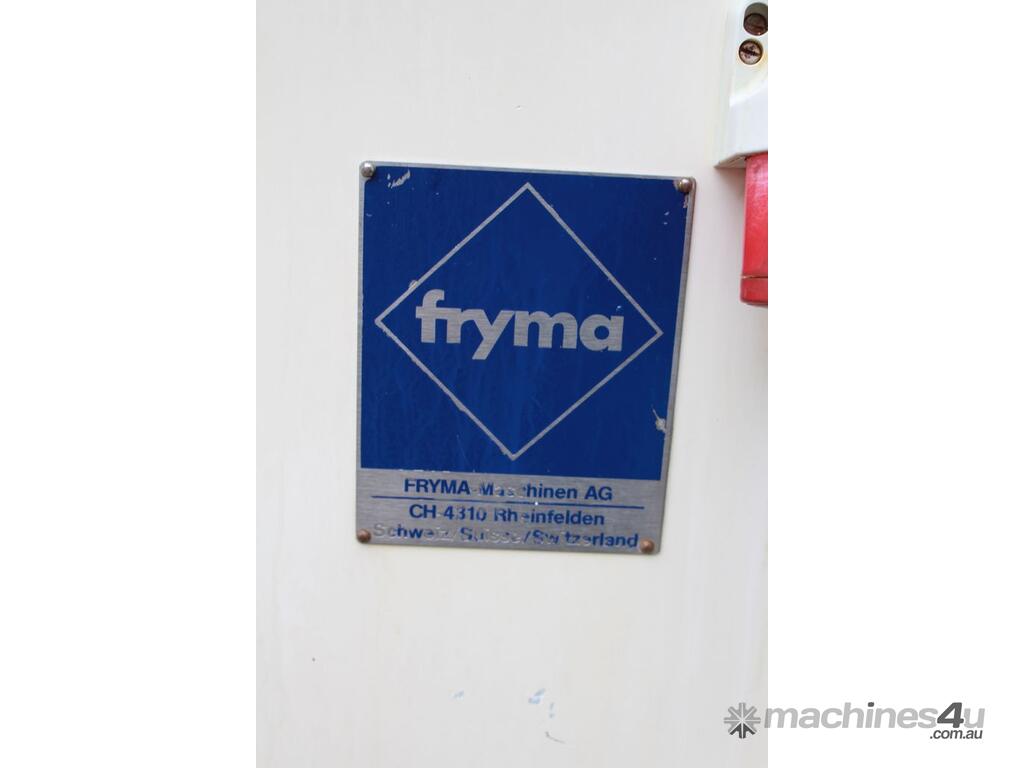 fryma
FRYMA-Maschinen AG
CH-4310 Rheinfelden
Schweiz/Suisse/Switzerland
machines4u
.com.au